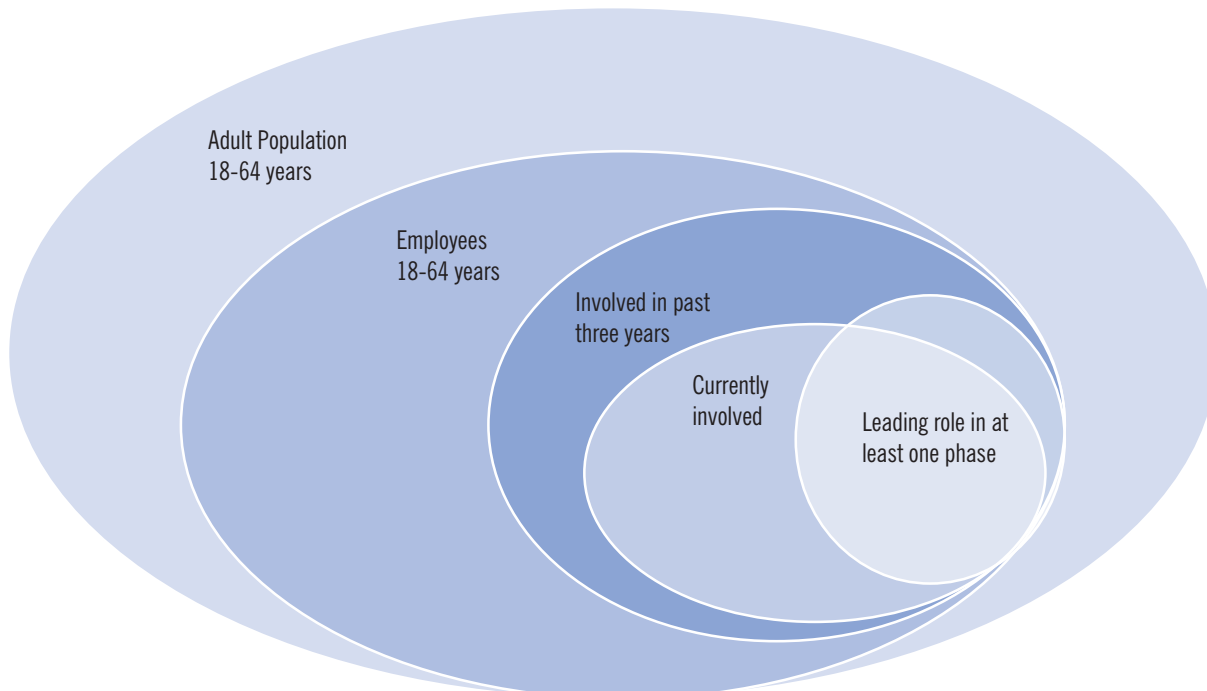 Adult Population
18-64 years
Employees
18-64 years
Involved in past
three years
Currently
involved
Leading role in at
least one phase